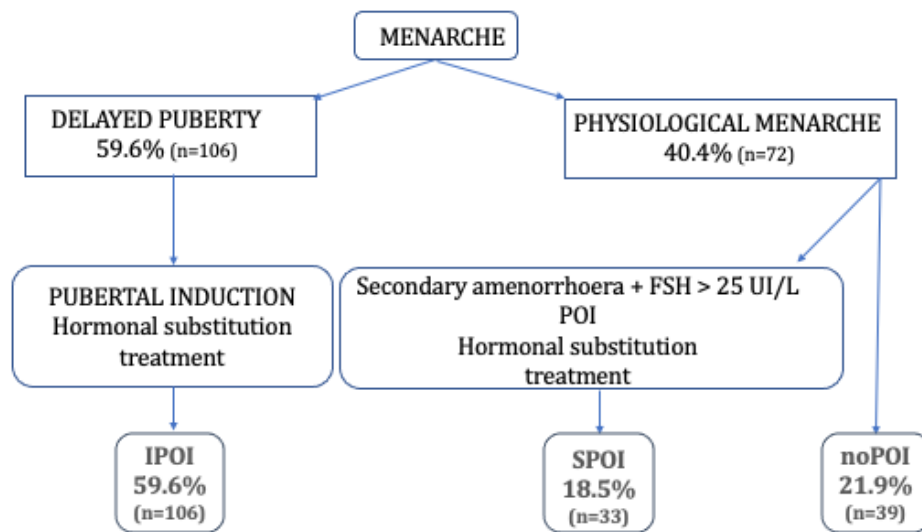 MENARCHE
DELAYED PUBERTY
59.6% (n=106)
PHYSIOLOGICAL MENARCHE
40.4% (n=72)
PUBERTAL INDUCTION
Hormonal substitution
treatment
Secondary amenorrhoera + FSH > 25 UI/L
POI
Hormonal substitution
treatment
IPOI
59.6%
(n=106)
SPOI
18.5%
(n=33)
noPOI
21.9%
(n=39)